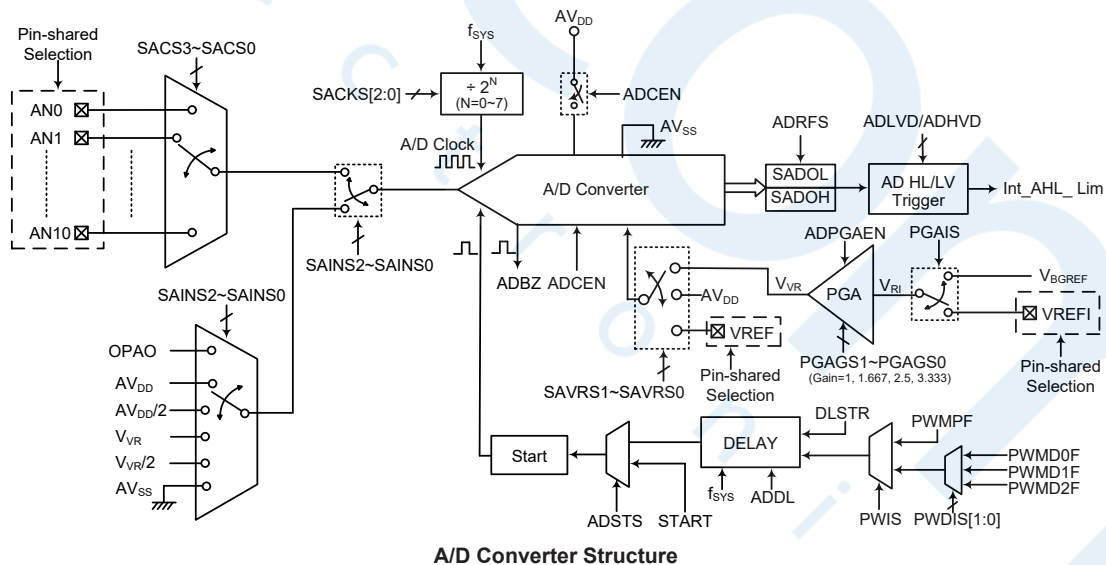 Pin-shared
Selection
SACS3~SACS0
AN0
AN1
AN10
fSYS
SACKS[2:0]
÷ 2^N
(N=0~7)
A/D Clock
AVDD
ADCEN
AVSS
A/D Converter
ADRFS
SADOL
SADOH
ADLVD/ADHVD
AD HL/LV
Trigger
Int_AHL_Lim
SAINS2~SAINS0
SAINS2~SAINS0
OPAO
AVDD
AVDD/2
VVR
VVR/2
AVSS
ADBZ
ADCEN
VVR
AVDD
VREF
SAVRS1~SAVRS0
Pin-shared
Selection
ADPGAEN
PGA
PGAGS1~PGAGS0
(Gain=1, 1.667, 2.5, 3.333)
VRI
PGAIS
VBGREF
VREFI
Pin-shared
Selection
Start
ADSTS
START
DELAY
fSYS
ADDL
DLSTR
PWMPF
PWIS
PWMD0F
PWMD1F
PWMD2F
PWDIS[1:0]
A/D Converter Structure